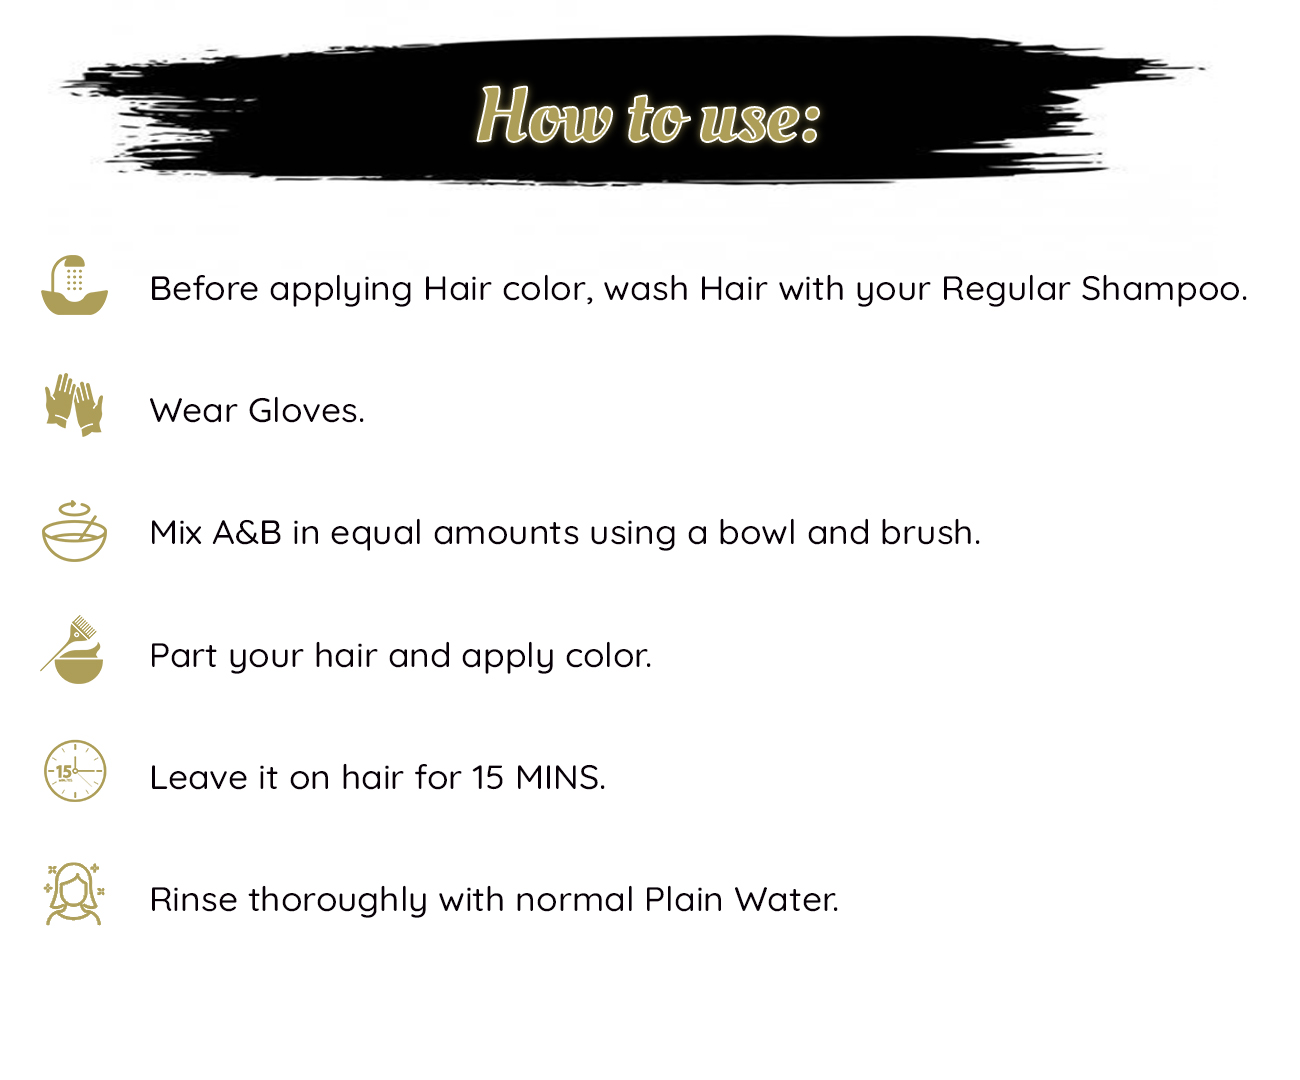 How to use:
Before applying Hair color, wash Hair with your Regular Shampoo.
Wear Gloves.
Mix A&B in equal amounts using a bowl and brush.
Part your hair and apply color.
15
Leave it on hair for 15 MINS.
Rinse thoroughly with normal Plain Water.